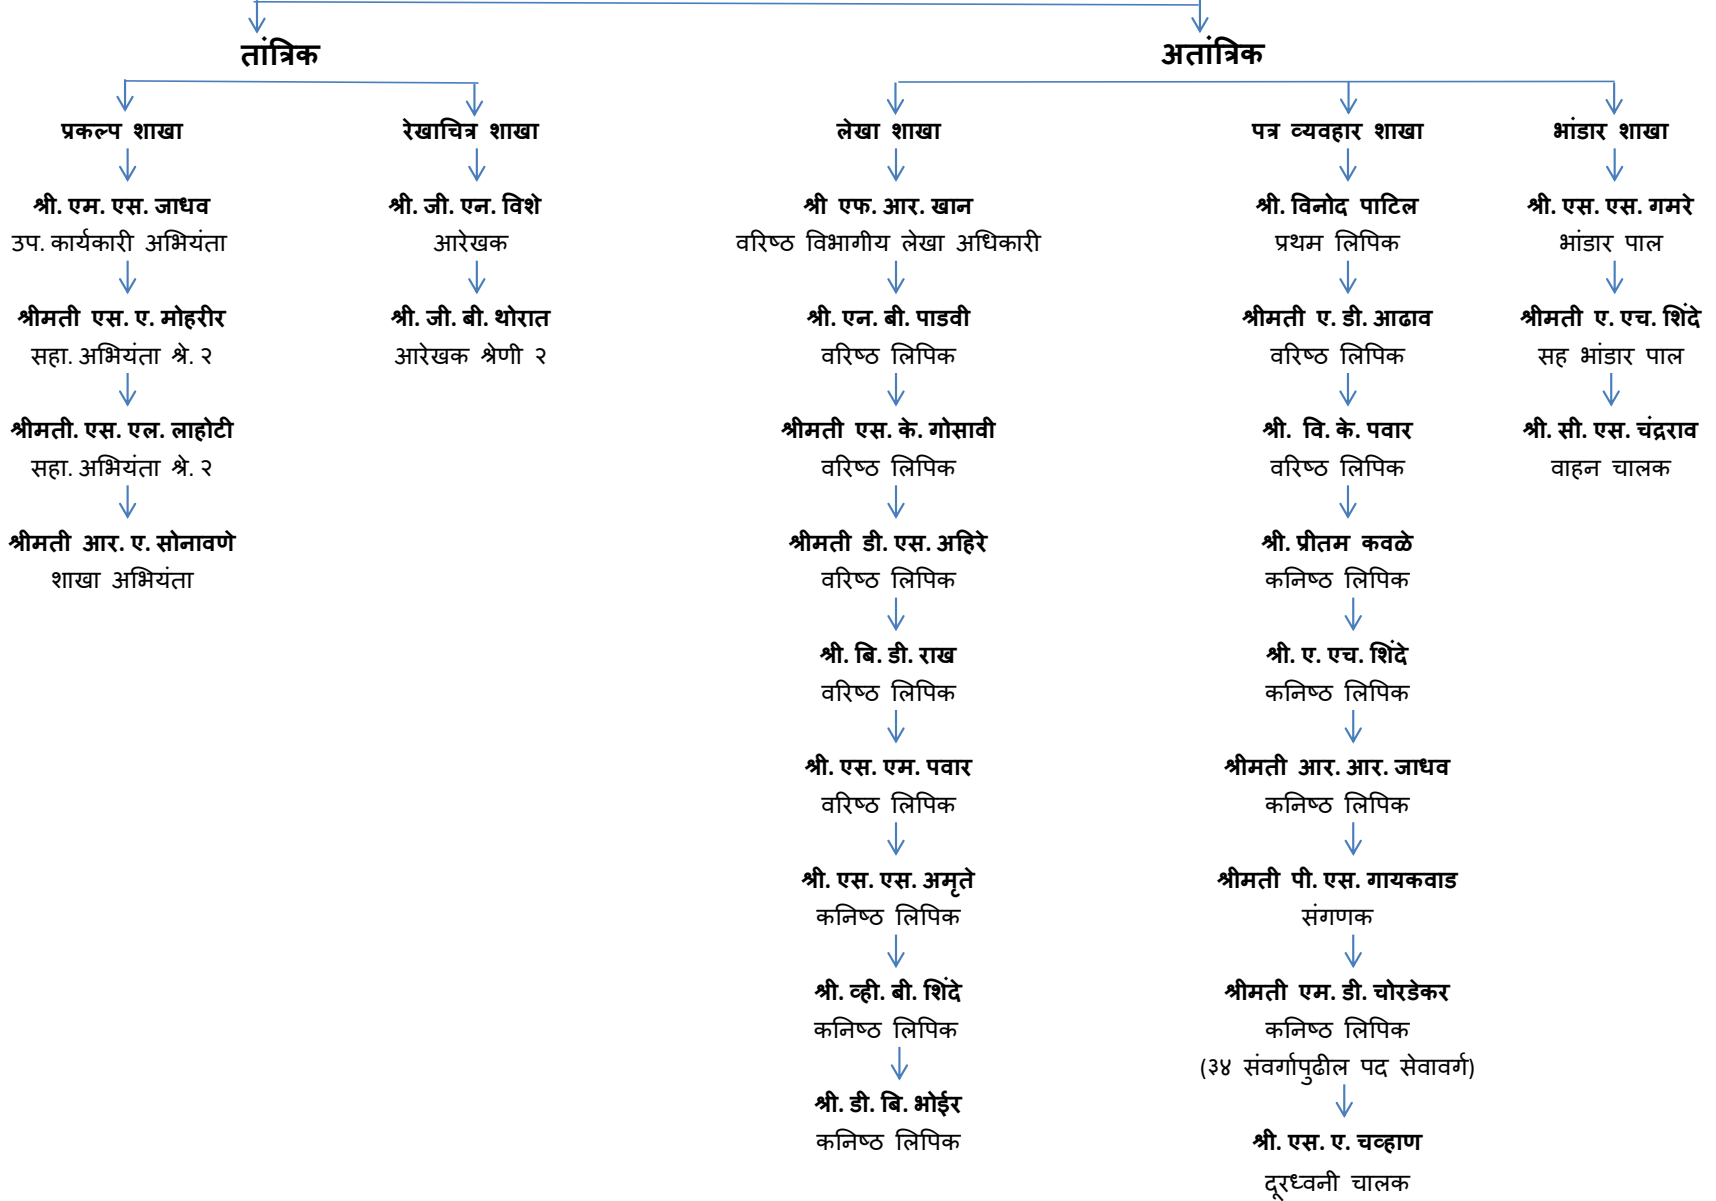 तांत्रिक
प्रकल्प शाखा
श्री. एम. एस. जाधव
उप. कार्यकारी अभियंता
श्रीमती एस. ए. मोहरीर
सहा. अभियंता श्रे. २
श्रीमती. एस. एल. लाहोटी
सहा. अभियंता श्रे. २
श्रीमती आर. ए. सोनावणे
शाखा अभियंता
रेखाचित्र शाखा
श्री. जी. एन. विशे
आरेखक
श्री. जी. बी. थोरात
आरेखक श्रेणी २
अतांत्रिक
लेखा शाखा
श्री एफ. आर. खान
वरिष्ठ विभागीय लेखा अधिकारी
श्री. एन. बी. पाडवी
वरिष्ठ लिपिक
श्रीमती एस. के. गोसावी
वरिष्ठ लिपिक
श्रीमती डी. एस. अहिरे
वरिष्ठ लिपिक
श्री. बि. डी. राख
वरिष्ठ लिपिक
श्री. एस. एम. पवार
वरिष्ठ लिपिक
श्री. एस. एस. अमृते
कनिष्ठ लिपिक
श्री. व्ही. बी. शिंदे
कनिष्ठ लिपिक
श्री. डी. बि. भोईर
कनिष्ठ लिपिक
पत्र व्यवहार शाखा
श्री. विनोद पाटिल
प्रथम लिपिक
श्रीमती ए. डी. आढाव
वरिष्ठ लिपिक
श्री. वि. के. पवार
वरिष्ठ लिपिक
श्री. प्रीतम कवळे
कनिष्ठ लिपिक
श्री. ए. एच. शिंदे
कनिष्ठ लिपिक
श्रीमती आर. आर. जाधव
कनिष्ठ लिपिक
श्रीमती पी. एस. गायकवाड
संगणक
श्रीमती एम. डी. चोरडेकर
कनिष्ठ लिपिक
(३४ संवर्गापुढील पद सेवावर्ग)
श्री. एस. ए. चव्हाण
दूरध्वनी चालक
भांडार शाखा
श्री. एस. एस. गमरे
भांडार पाल
श्रीमती ए. एच. शिंदे
सह भांडार पाल
श्री. सी. एस. चंद्रराव
वाहन चालक